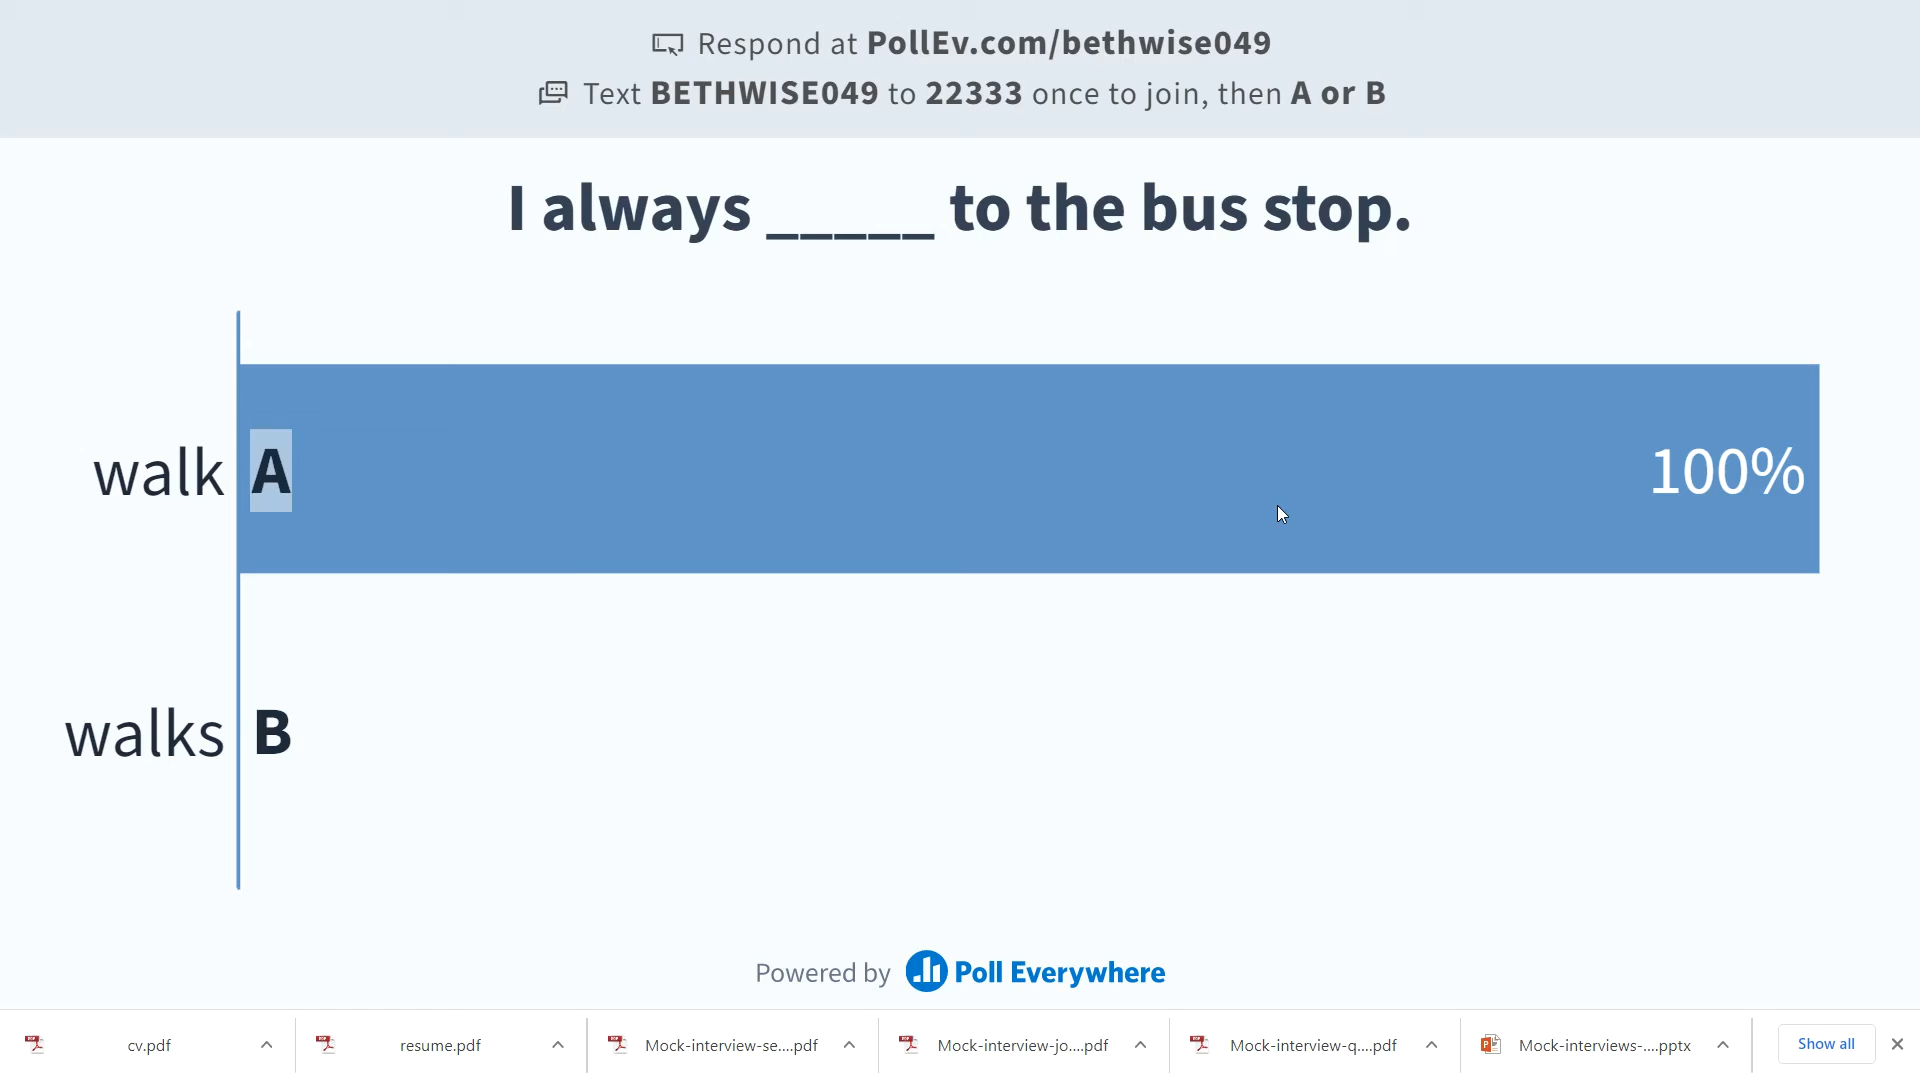 Respond at PollEv.com/bethwise049
Text BETHWISE049 to 22333 once to join, then A or B
I always _____ to the bus stop.
walk A 100%
walks B
Powered by Poll Everywhere
cv.pdf resume.pdf Mock-interview-se....pdf Mock-interview-jo....pdf Mock-interview-q....pdf Mock-interviews-....pptx Show all